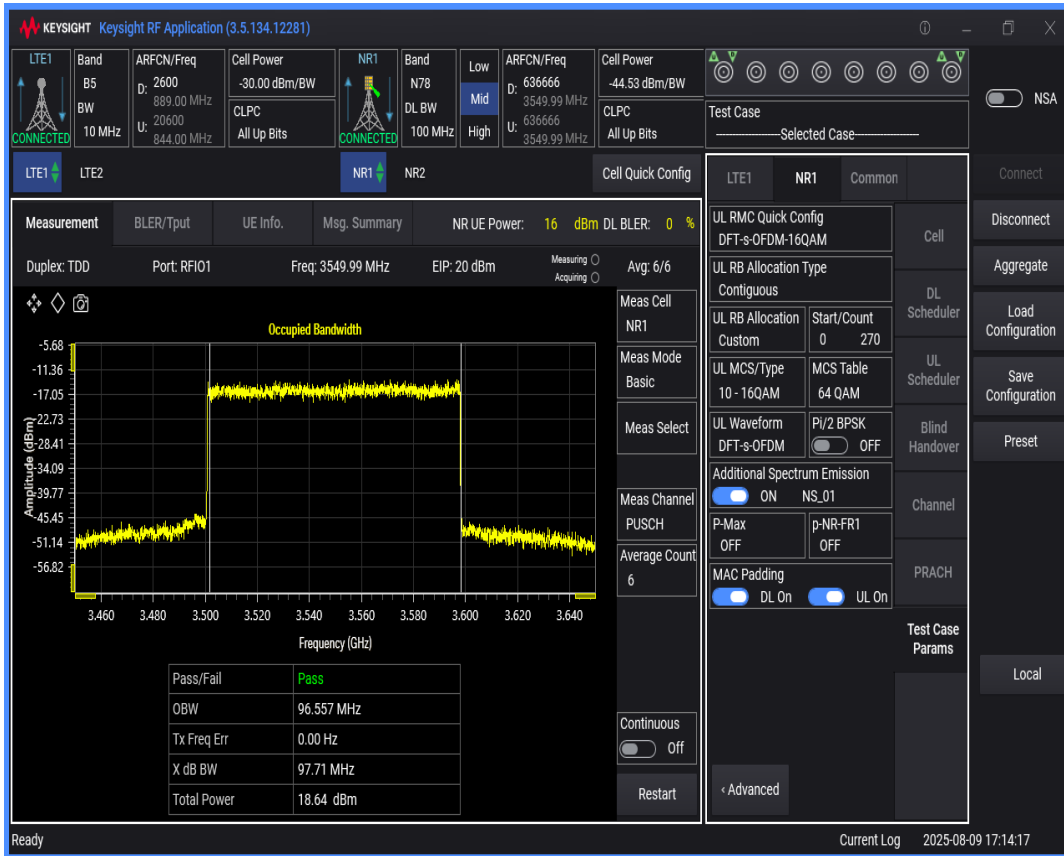 KEYSIGHT Keysight RF Application (3.5.134.12281)
LTE1 Band ARFCN/Freq Cell Power NR1 Band Low ARFCN/Freq Cell Power
B5 D: 2600 -30.00 dBm/BW N78 D: 636666 -44.53 dBm/BW
889.00 MHz 3549.99 MHz
BW CLPC DL BW Mid CLPC
CONNECTED 10 MHz U: 20600 All Up Bits CONNECTED 100 MHz High U: 636666 All Up Bits
844.00 MHz 3549.99 MHz
Test Case
---Selected Case---
NSA
LTE1 LTE2 NR1 NR2 Cell Quick Config
Measurement BLER/Tput UE Info. Msg. Summary NR UE Power: 16 dBm DL BLER: 0 %
Duplex: TDD Port: RFIO1 Freq: 3549.99 MHz EIP: 20 dBm Measuring Acquiring Avg: 6/6
Occupied Bandwidth
-5.68
-11.36
-17.05
-22.73
-28.41
-34.09
-39.77
-45.45
-51.14
-56.82
Amplitude (dBm)
3.460 3.480 3.500 3.520 3.540 3.560 3.580 3.600 3.620 3.640
Frequency (GHz)
Pass/Fail Pass
OBW 96.557 MHz
Tx Freq Err 0.00 Hz
X dB BW 97.71 MHz
Total Power 18.64 dBm
Meas Cell
NR1
Meas Mode
Basic
Meas Select
Meas Channel
PUSCH
Average Count
6
Continuous
Off
Restart
LTE1 NR1 Common
UL RMC Quick Config
DFT-s-OFDM-16QAM
UL RB Allocation Type
Contiguous
UL RB Allocation Start/Count
Custom 0 270
UL MCS/Type MCS Table
10 - 16QAM 64 QAM
UL Waveform Pi/2 BPSK
DFT-s-OFDM OFF
Additional Spectrum Emission
ON NS_01
P-Max p-NR-FR1
OFF OFF
MAC Padding
DL On UL On
‹ Advanced
Cell
DL
Scheduler
UL
Scheduler
Blind
Handover
Channel
PRACH
Test Case
Params
Connect
Disconnect
Aggregate
Load
Configuration
Save
Configuration
Preset
Local
Ready Current Log 2025-08-09 17:14:17